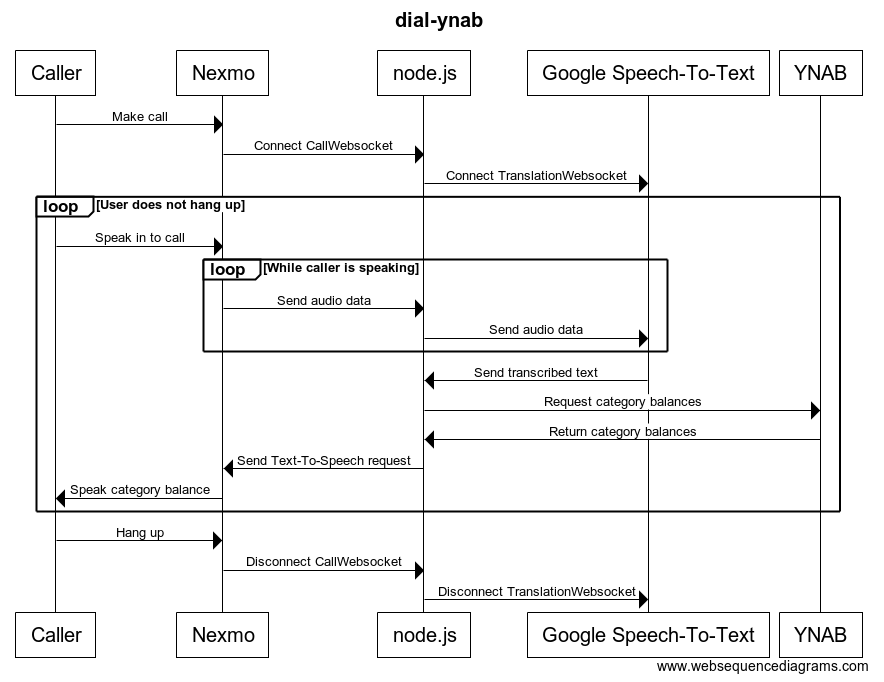 dial-ynab
Caller
Nexmo
node.js
Google Speech-To-Text
YNAB
Make call
Connect CallWebsocket
Connect TranslationWebsocket
loop [User does not hang up]
Speak in to call
loop [While caller is speaking]
Send audio data
Send audio data
Send transcribed text
Request category balances
Return category balances
Send Text-To-Speech request
Speak category balance
Hang up
Disconnect CallWebsocket
Disconnect TranslationWebsocket
Caller
Nexmo
node.js
Google Speech-To-Text
YNAB
www.websequencediagrams.com